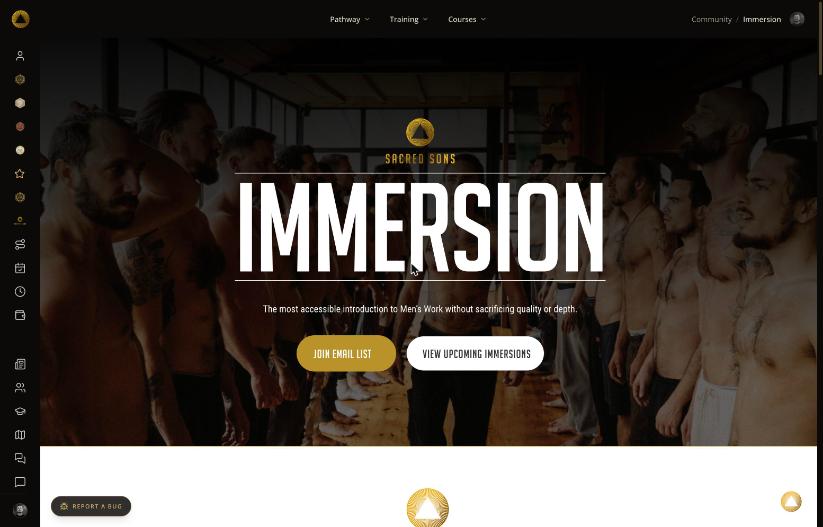 Pathway
Training
Courses
Community / Immersion
SACRED SONS
IMMERSION
The most accessible introduction to Men's Work without sacrificing quality or depth.
JOIN EMAIL LIST
VIEW UPCOMING IMMERSIONS
REPORT A BUG